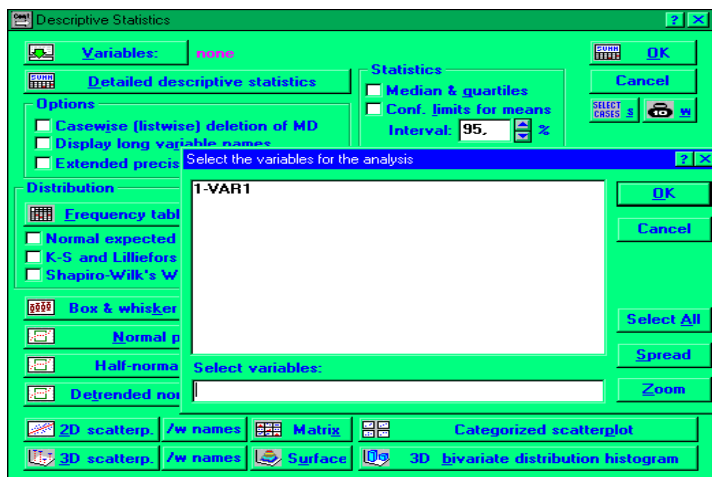 Descriptive Statistics
Variables: none
SUMM OK
SUMM Detailed descriptive statistics
Cancel
Statistics
Median & quartiles
Conf. limits for means
Interval: 95, %
SELECT CASES S W
Options
Casewise (listwise) deletion of MD
Display long variable names
Extended precis
Select the variables for the analysis
1-VAR1
OK
Cancel
Select All
Spread
Zoom
Select variables:
Distribution
Frequency tabl
Normal expected
K-S and Lilliefors
Shapiro-Wilk's W
Box & whisker
Normal p
Half-norma
Detrended nor
2D scatterp. /w names Matrix Categorized scatterplot
3D scatterp. /w names Surface 3D bivariate distribution histogram